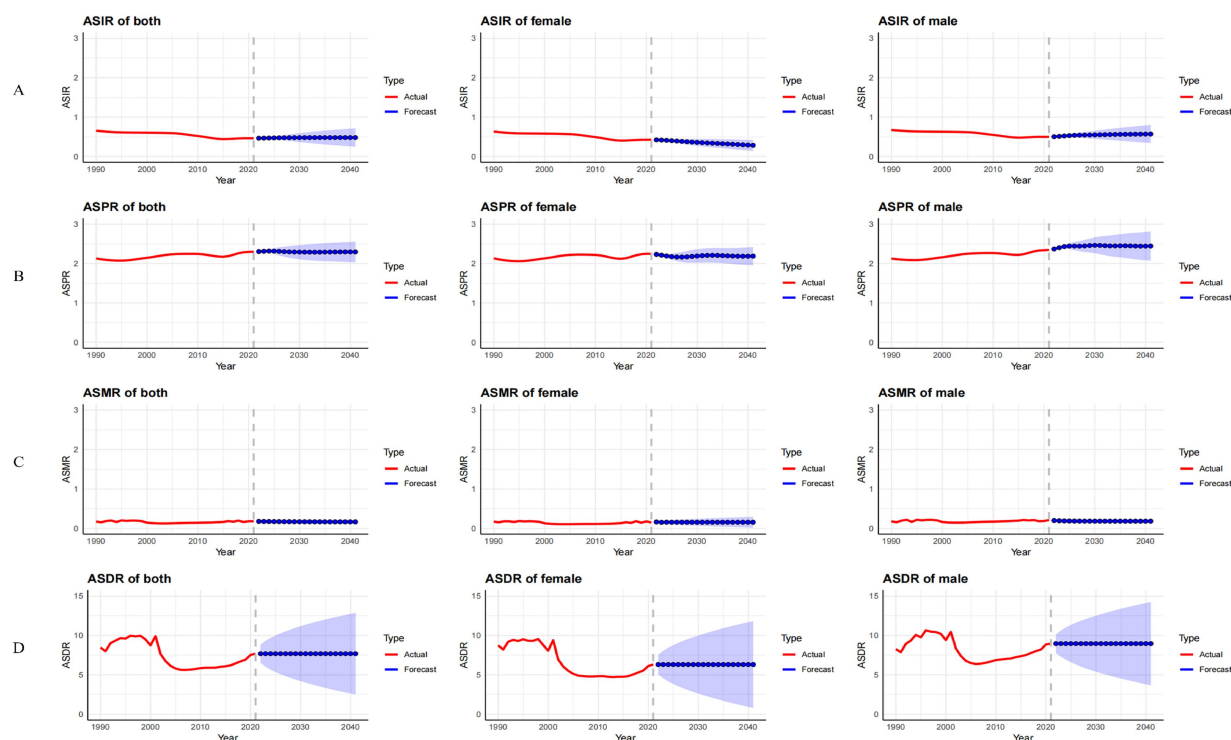 ASIR of both
ASIR of female
ASIR of male
A
3
2
1
0
ASIR
1990 2000 2010 2020 2030 2040
Year
Type
Actual
Forecast
3
2
1
0
ASIR
1990 2000 2010 2020 2030 2040
Year
Type
Actual
Forecast
3
2
1
0
ASIR
1990 2000 2010 2020 2030 2040
Year
Type
Actual
Forecast
ASPR of both
ASPR of female
ASPR of male
B
3
2
1
0
ASPR
1990 2000 2010 2020 2030 2040
Year
Type
Actual
Forecast
3
2
1
0
ASPR
1990 2000 2010 2020 2030 2040
Year
Type
Actual
Forecast
3
2
1
0
ASPR
1990 2000 2010 2020 2030 2040
Year
Type
Actual
Forecast
ASMR of both
ASMR of female
ASMR of male
C
3
2
1
0
ASMR
1990 2000 2010 2020 2030 2040
Year
Type
Actual
Forecast
3
2
1
0
ASMR
1990 2000 2010 2020 2030 2040
Year
Type
Actual
Forecast
3
2
1
0
ASMR
1990 2000 2010 2020 2030 2040
Year
Type
Actual
Forecast
ASDR of both
ASDR of female
ASDR of male
D
15
10
5
0
ASDR
1990 2000 2010 2020 2030 2040
Year
Type
Actual
Forecast
15
10
5
0
ASDR
1990 2000 2010 2020 2030 2040
Year
Type
Actual
Forecast
15
10
5
0
ASDR
1990 2000 2010 2020 2030 2040
Year
Type
Actual
Forecast